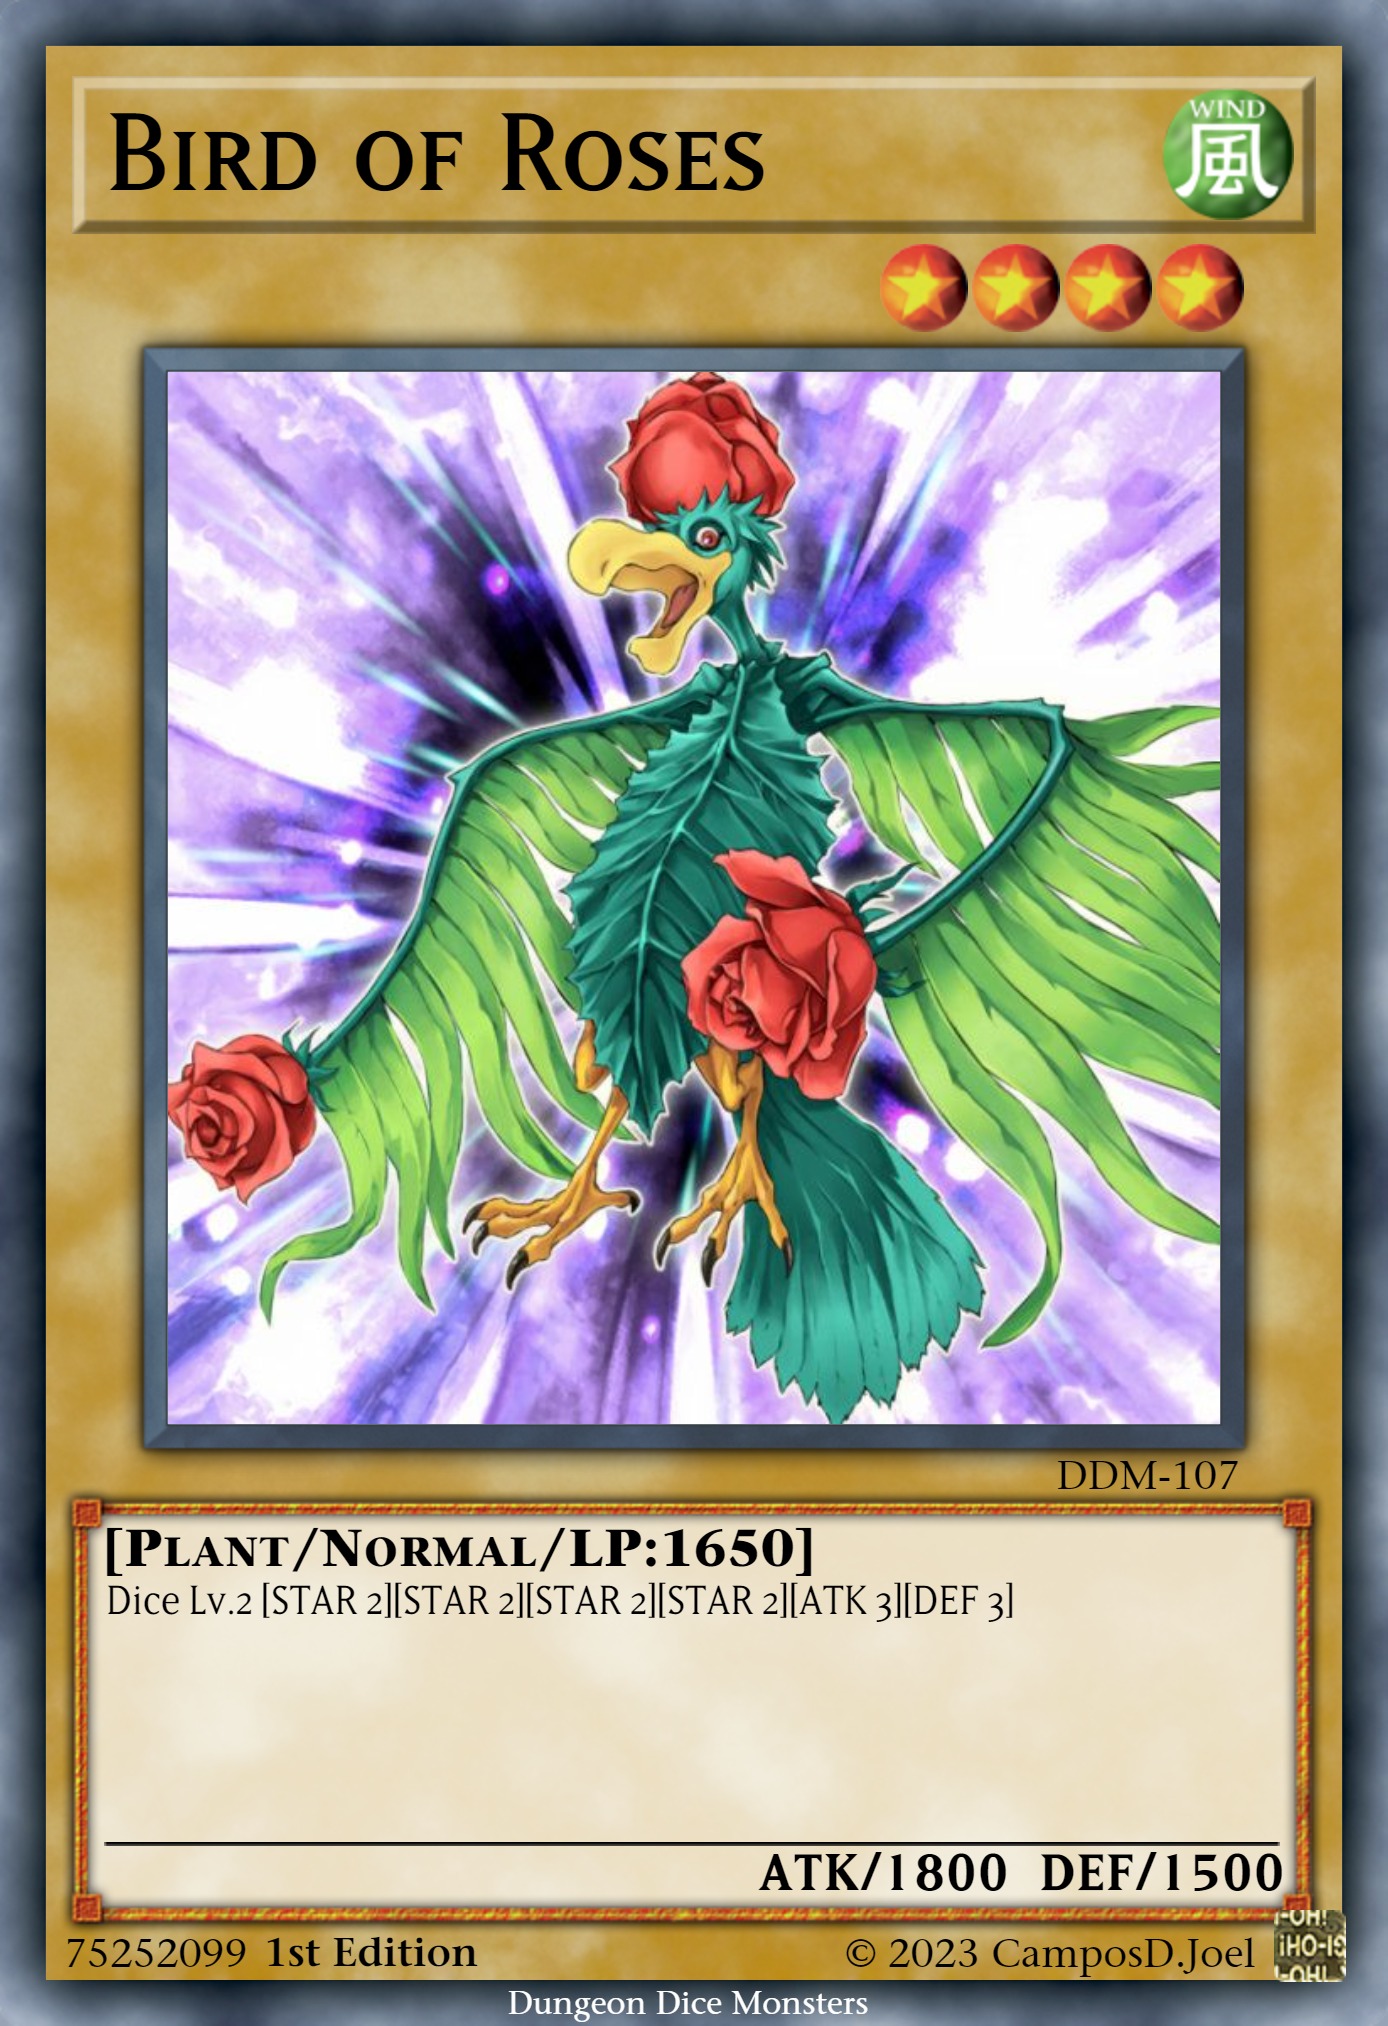 Bird of Roses
WIND
風
DDM-107
[Plant/Normal/LP:1650]
Dice Lv.2 [STAR 2][STAR 2][STAR 2][STAR 2][ATK 3][DEF 3]
ATK/1800 DEF/1500
75252099 1st Edition
© 2023 CamposD.Joel
Dungeon Dice Monsters